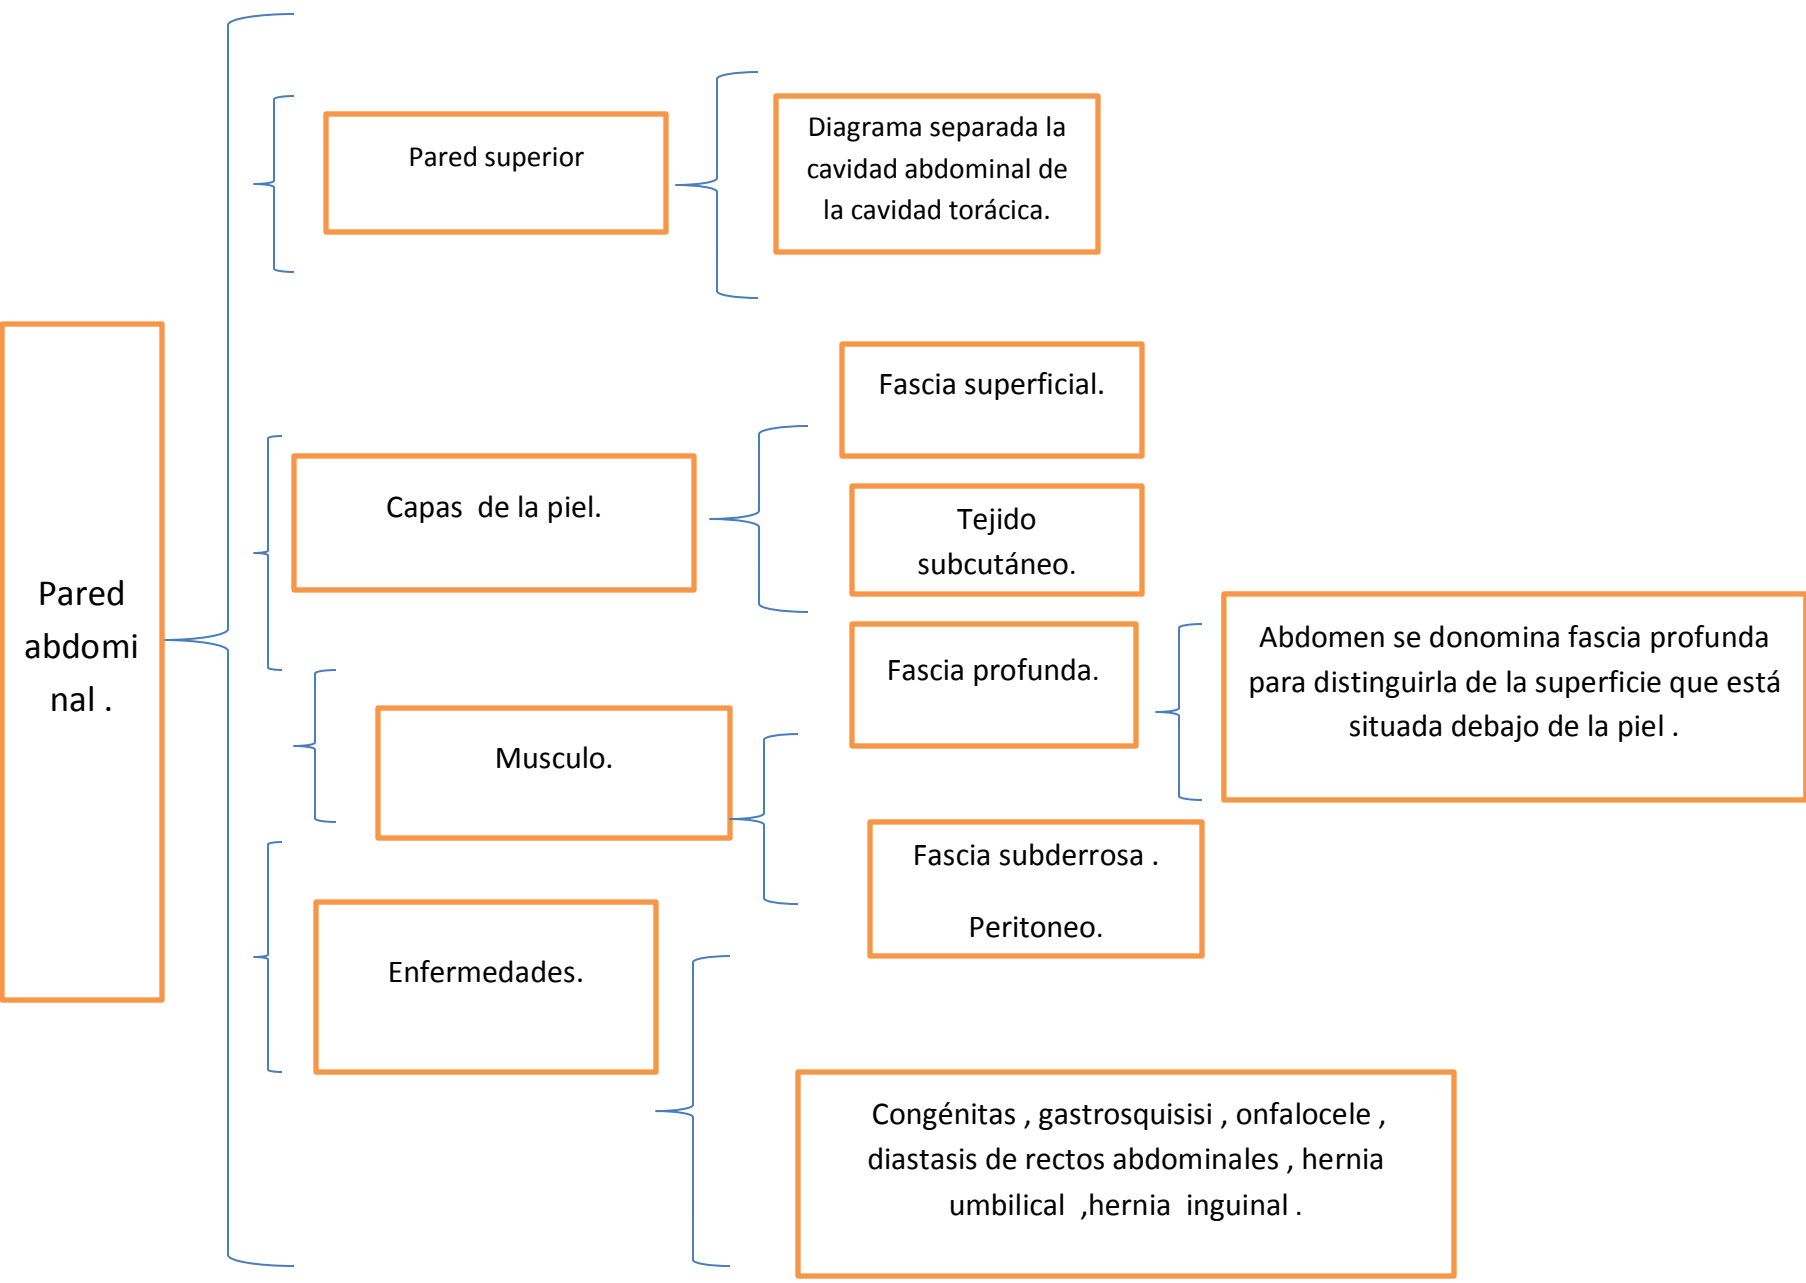 Pared
abdomi
nal .
Pared superior
Diagrama separada la
cavidad abdominal de
la cavidad torácica.
Capas  de la piel.
Fascia superficial.
Tejido
subcutáneo.
Musculo.
Fascia profunda.
Abdomen se donomina fascia profunda
para distinguirla de la superficie que está
situada debajo de la piel .
Fascia subderrosa .
Peritoneo.
Enfermedades.
Congénitas , gastrosquisisi , onfalocele ,
diastasis de rectos abdominales , hernia
umbilical  ,hernia  inguinal .